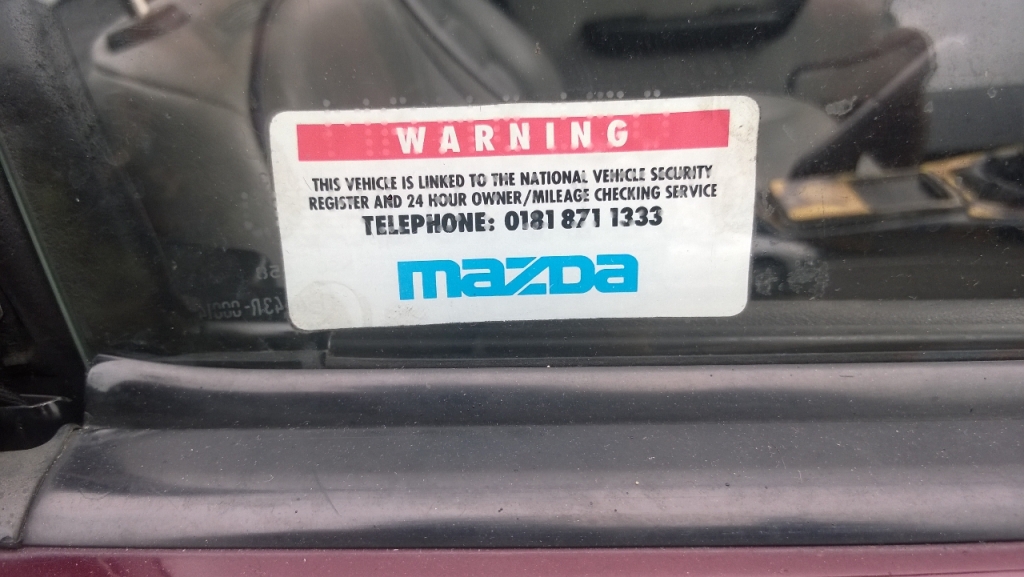 WARNING
THIS VEHICLE IS LINKED TO THE NATIONAL VEHICLE SECURITY
REGISTER AND 24 HOUR OWNER/MILEAGE CHECKING SERVICE
TELEPHONE: 0181 871 1333
mazda